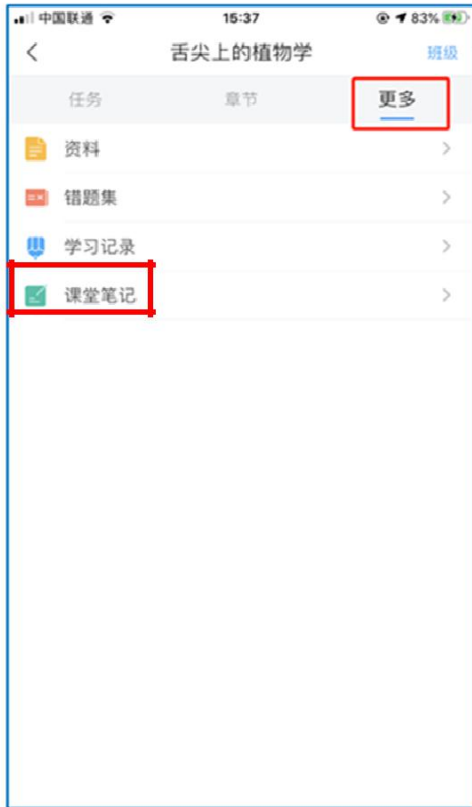 中国联通 15:37 83%
舌尖上的植物学 班级
任务 章节 更多
资料
错题集
学习记录
课堂笔记